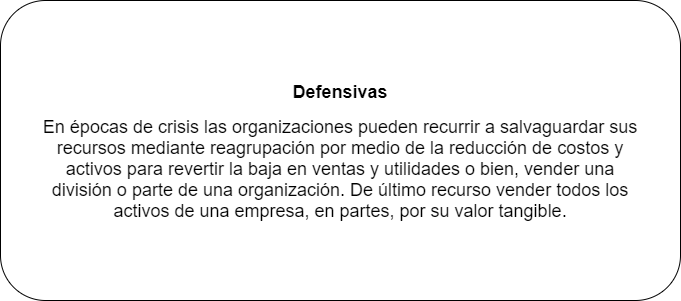 Defensivas
En épocas de crisis las organizaciones pueden recurrir a salvaguardar sus
recursos mediante reagrupación por medio de la reducción de costos y
activos para revertir la baja en ventas y utilidades o bien, vender una
división o parte de una organización. De último recurso vender todos los
activos de una empresa, en partes, por su valor tangible.